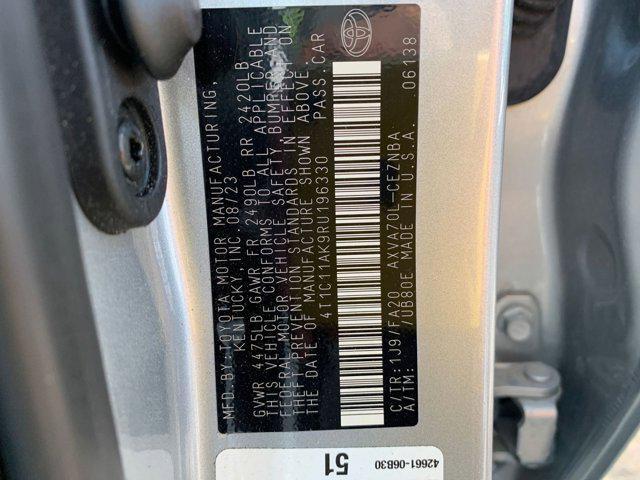 MFD. BY: TOYOTA MOTOR MANUFACTURING,
KENTUCKY, INC. 08/23
GVWR 4475LB GAWR FR 2490LB RR 2420LB
THIS VEHICLE CONFORMS TO ALL APPLICABLE
FEDERAL MOTOR VEHICLE SAFETY, BUMPER, AND
THEFT PREVENTION STANDARDS IN EFFECT ON
THE DATE OF MANUFACTURE SHOWN ABOVE.
4T1C11AK9RU196330 PASS.CAR
C/TR: 1J9/FA20 AXVA70L-CEZNBA
A/TM: /UB80E MADE IN U.S.A. 06138
42661-06B30
51